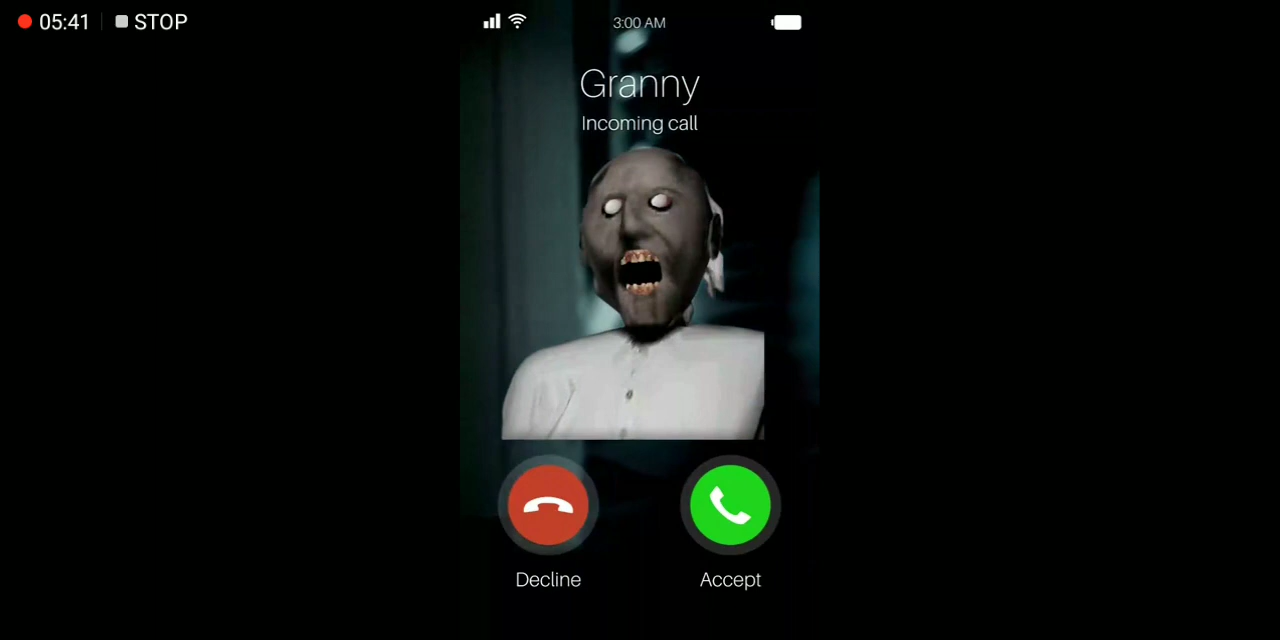 05:41 STOP
3:00 AM
Granny
Incoming call
Decline
Accept